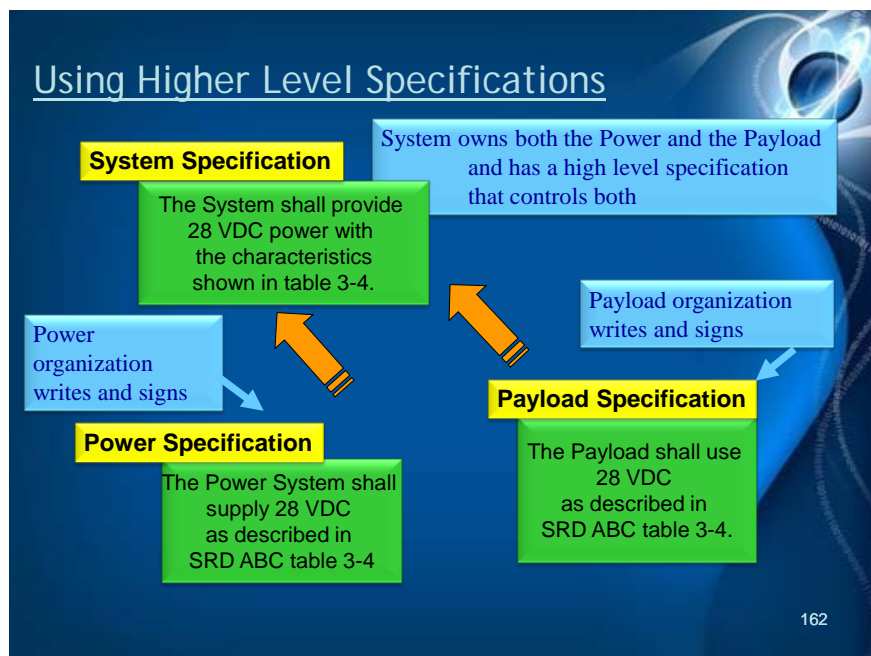 Using Higher Level Specifications
System owns both the Power and the Payload
and has a high level specification
that controls both
System Specification
The System shall provide
28 VDC power with
the characteristics
shown in table 3-4.
Power
organization
writes and signs
Payload organization
writes and signs
Power Specification
The Power System shall
supply 28 VDC
as described in
SRD ABC table 3-4
Payload Specification
The Payload shall use
28 VDC
as described in
SRD ABC table 3-4.
162